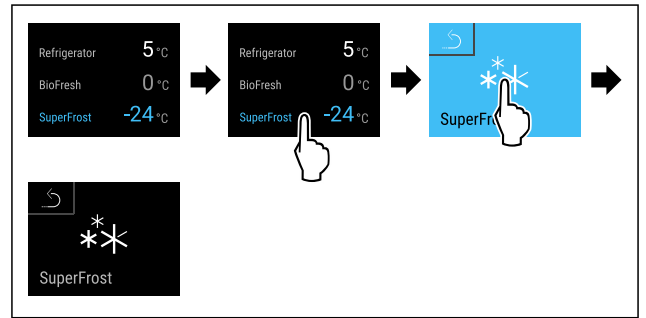 Refrigerator 5 °C
BioFresh 0 °C
SuperFrost -24 °C
Refrigerator 5 °C
BioFresh 0 °C
SuperFrost -24 °C
SuperFr
SuperFrost